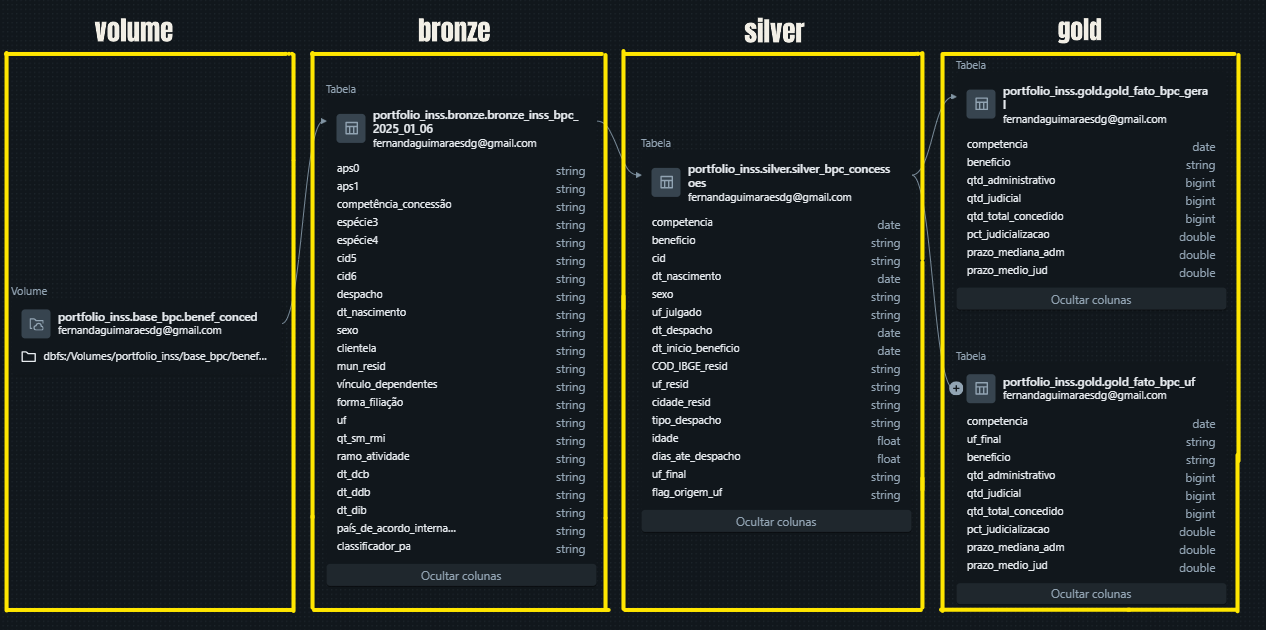 volume
bronze
silver
gold
Volume
portfolio_inss.base_bpc.benef_conced
fernandaguimaraesdg@gmail.com
dbfs:/Volumes/portfolio_inss/base_bpc/benef...
Tabela
portfolio_inss.bronze.bronze_inss_bpc_
2025_01_06
fernandaguimaraesdg@gmail.com
aps0 string
aps1 string
competência_concessão string
espécie3 string
espécie4 string
cid5 string
cid6 string
despacho string
dt_nascimento string
sexo string
clientela string
mun_resid string
vínculo_dependentes string
forma_filiação string
uf string
qt_sm_rmi string
ramo_atividade string
dt_dcb string
dt_ddb string
dt_dib string
país_de_acordo_interna... string
classificador_pa string
Ocultar colunas
Tabela
portfolio_inss.silver.silver_bpc_concess
oes
fernandaguimaraesdg@gmail.com
competencia date
beneficio string
cid string
dt_nascimento date
sexo string
uf_julgado string
dt_despacho date
dt_inicio_beneficio date
COD_IBGE_resid string
uf_resid string
cidade_resid string
tipo_despacho string
idade float
dias_ate_despacho float
uf_final string
flag_origem_uf string
Ocultar colunas
Tabela
portfolio_inss.gold.gold_fato_bpc_gera
l
fernandaguimaraesdg@gmail.com
competencia date
beneficio string
qtd_administrativo bigint
qtd_judicial bigint
qtd_total_concedido bigint
pct_judicializacao double
prazo_mediana_adm double
prazo_medio_jud double
Ocultar colunas
Tabela
portfolio_inss.gold.gold_fato_bpc_uf
fernandaguimaraesdg@gmail.com
competencia date
uf_final string
beneficio string
qtd_administrativo bigint
qtd_judicial bigint
qtd_total_concedido bigint
pct_judicializacao double
prazo_mediana_adm double
prazo_medio_jud double
Ocultar colunas